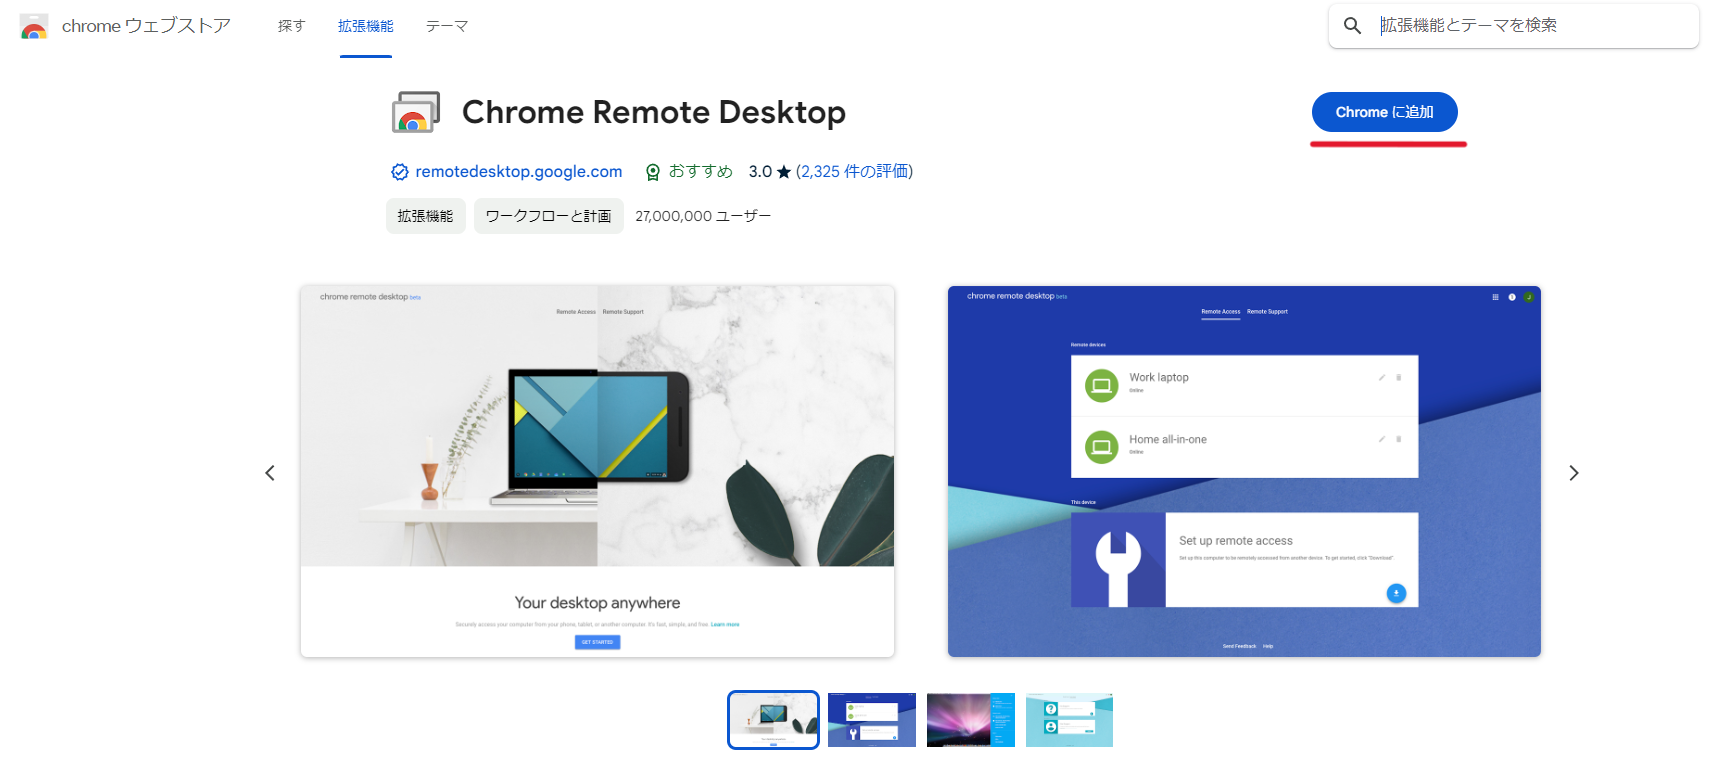 chrome ウェブストア
探す
拡張機能
テーマ
拡張機能とテーマを検索
Chrome Remote Desktop
Chrome に追加
remotedesktop.google.com
おすすめ
3.0 ★ (2,325 件の評価)
拡張機能
ワークフローと計画
27,000,000 ユーザー
chrome remote desktop beta
Remote Access Remote Support
Your desktop anywhere
Securely access your computer from your phone, tablet, or another computer. It's fast, simple, and free. Learn more
GET STARTED
chrome remote desktop beta
Remote Access Remote Support
Remote devices
Work laptop
Online
Home all-in-one
Online
This device
Set up remote access
Set up this computer to be remotely accessed from another device. To get started, click "Download".
Send Feedback Help